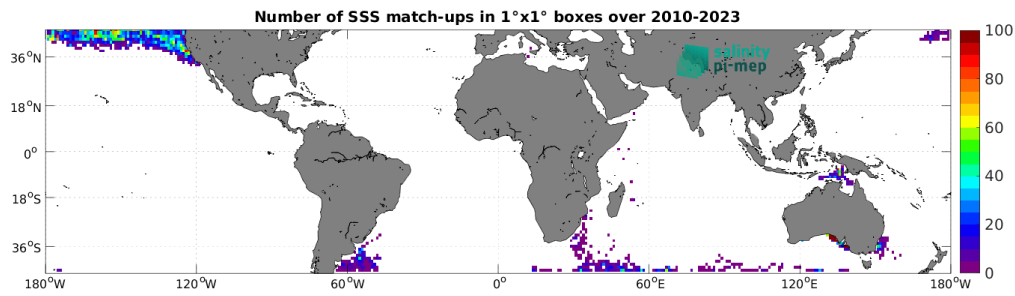 Number of SSS match-ups in 1°x1° boxes over 2010-2023
36°N
18°N
0°
18°S
36°S
180°W
120°W
60°W
0°
60°E
120°E
180°W
salinity
pi-mep
100
80
60
40
20
0